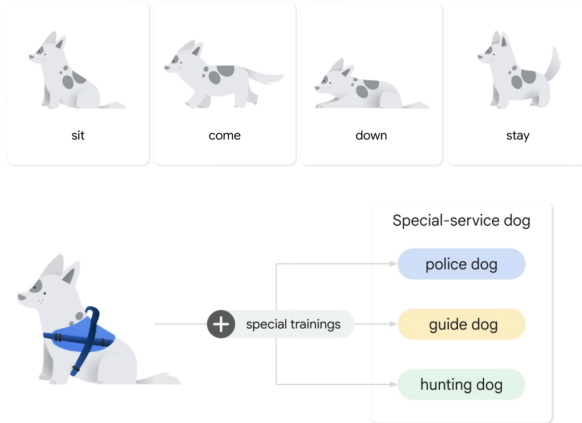 sit
come
down
stay
Special-service dog
police dog
special trainings
guide dog
hunting dog